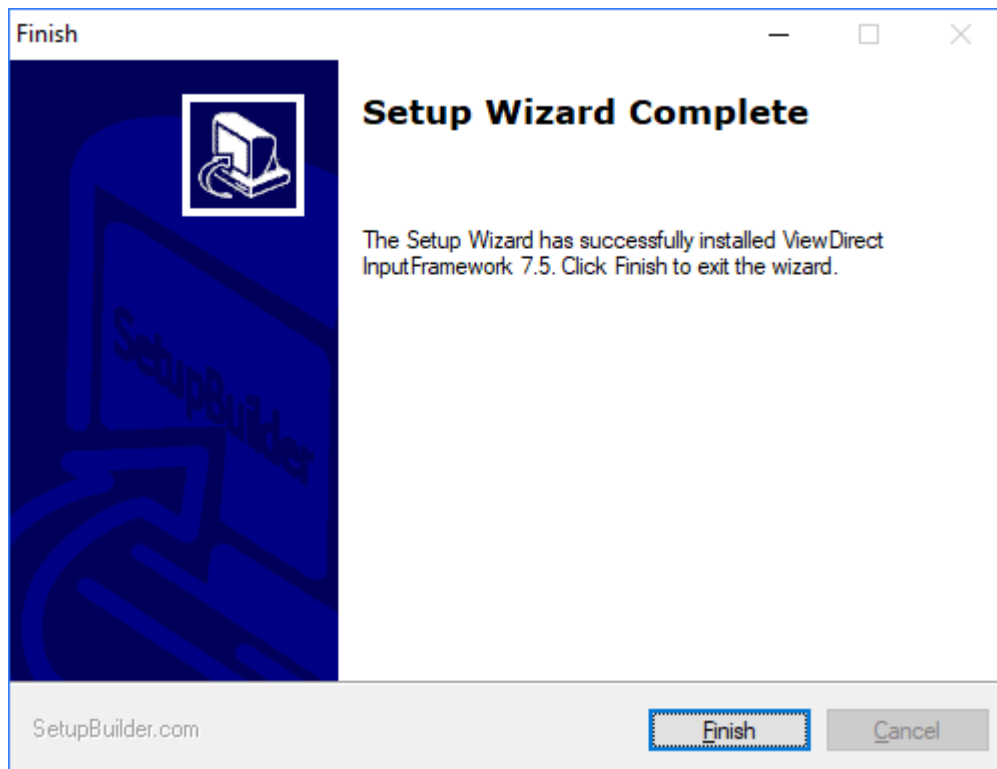 Finish
Setup Wizard Complete
The Setup Wizard has successfully installed ViewDirect
InputFramework 7.5. Click Finish to exit the wizard.
SetupBuilder
SetupBuilder.com
Finish
Cancel